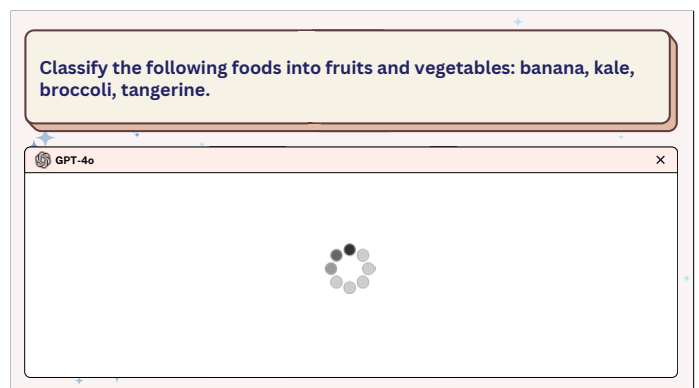 Classify the following foods into fruits and vegetables: banana, kale,
broccoli, tangerine.
GPT-4o